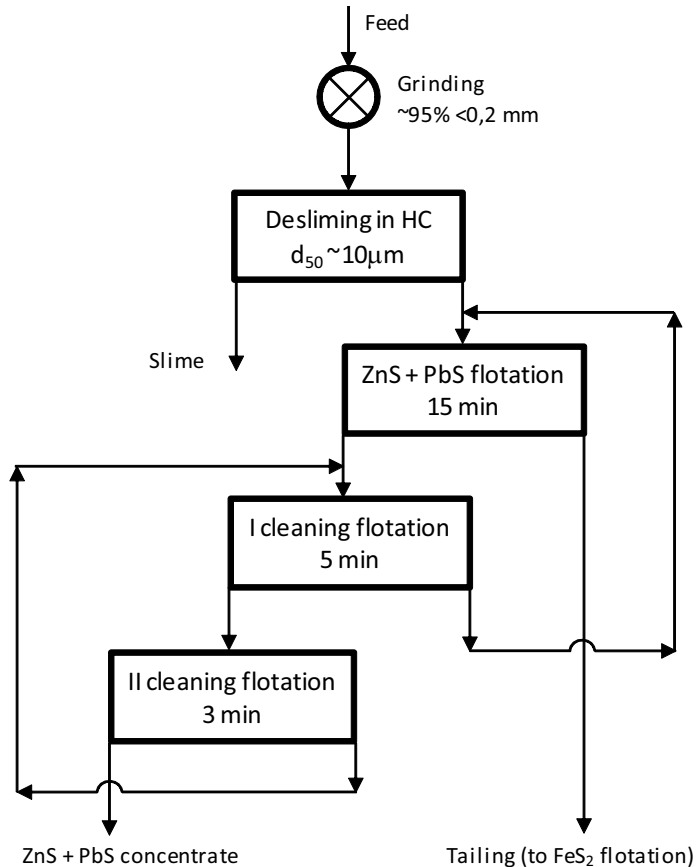 Feed
Grinding
~95% <0,2 mm
Desliming in HC
d₅₀ ~10μm
Slime
ZnS + PbS flotation
15 min
I cleaning flotation
5 min
II cleaning flotation
3 min
ZnS + PbS concentrate
Tailing (to FeS₂ flotation)